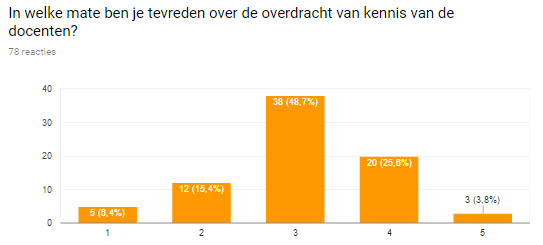 In welke mate ben je tevreden over de overdracht van kennis van de
docenten?
78 reacties
40
30
20
10
0
5 (6,4%)
12 (15,4%)
38 (48,7%)
20 (25,6%)
3 (3,8%)
1 2 3 4 5